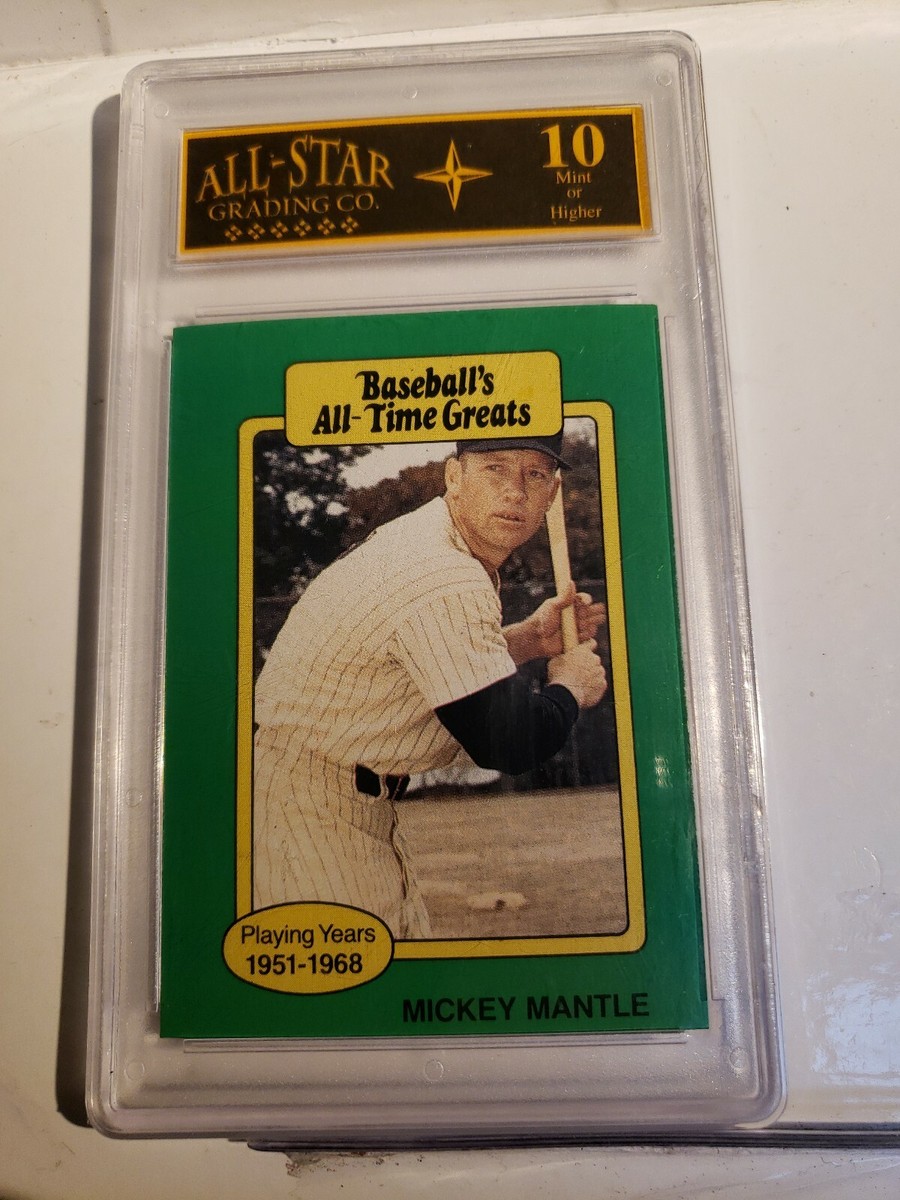 ALL-STAR
GRADING CO.
10
Mint
or
Higher
Baseball's
All-Time Greats
Playing Years
1951-1968
MICKEY MANTLE